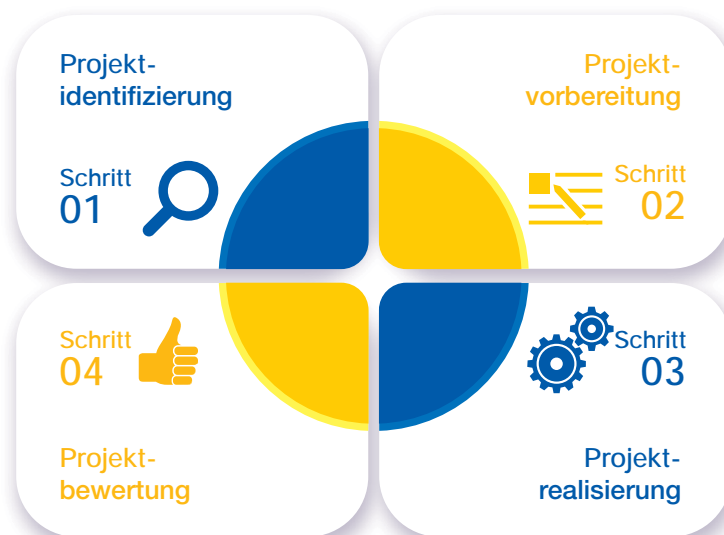 Projekt-
identifizierung
Schritt
01
Projekt-
vorbereitung
Schritt
02
Schritt
03
Projekt-
realisierung
Schritt
04
Projekt-
bewertung